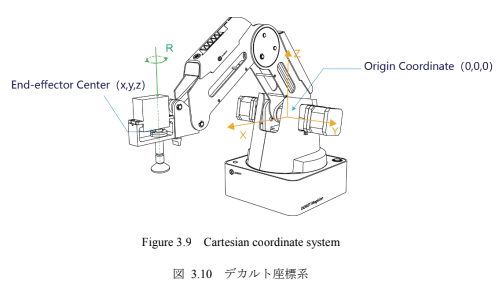 R
Z
Origin Coordinate (0,0,0)
End-effector Center (x,y,z)
X
Y
DOBOT Magician
Figure 3.9 Cartesian coordinate system
図 3.10 デカルト座標系